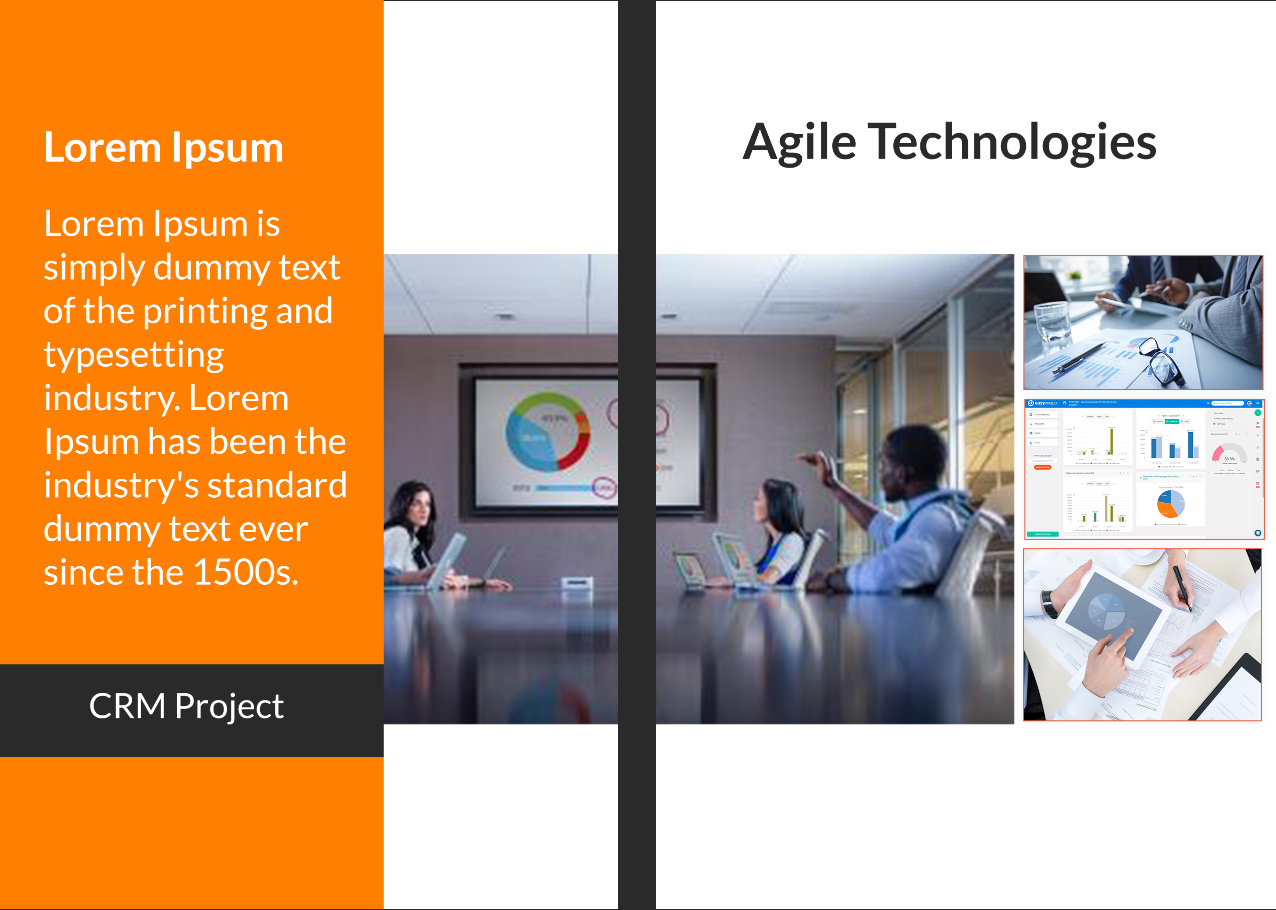 Lorem Ipsum
Lorem Ipsum is
simply dummy text
of the printing and
typesetting
industry. Lorem
Ipsum has been the
industry's standard
dummy text ever
since the 1500s.
CRM Project
Agile Technologies